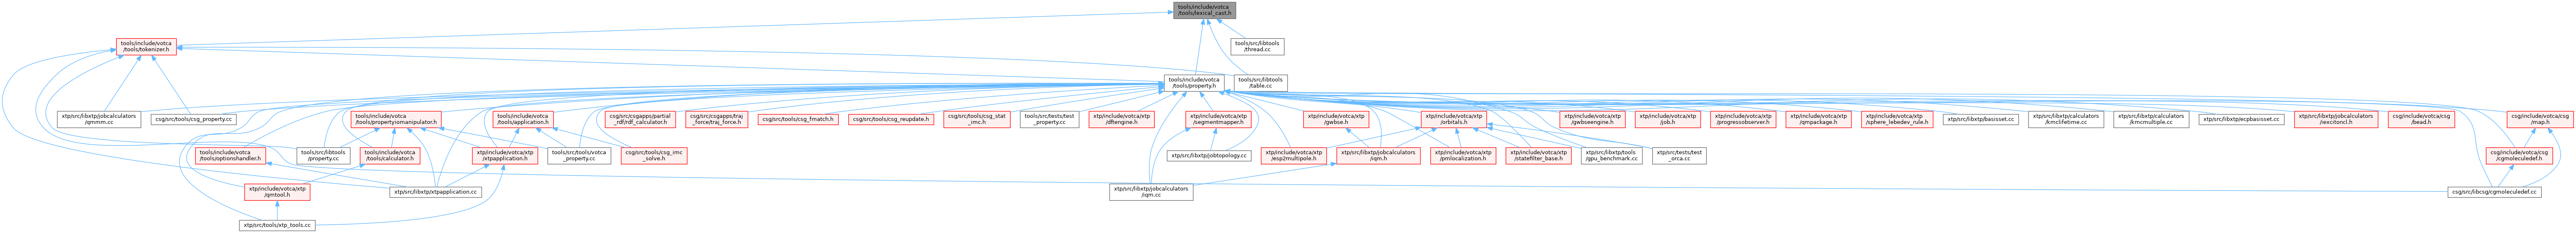 tools/include/votca
/tools/lexical_cast.h
tools/include/votca
/tools/tokenizer.h
tools/src/libtools
/thread.cc
tools/include/votca
/tools/property.h
tools/src/libtools
/table.cc
xtp/src/libxtp/jobcalculators
/qmmm.cc
csg/src/tools/csg_property.cc
tools/include/votca
/tools/propertyiomanipulator.h
tools/include/votca
/tools/application.h
csg/src/csgapps/partial
_rdf/rdf_calculator.h
csg/src/csgapps/traj
_force/traj_force.h
csg/src/tools/csg_fmatch.h
csg/src/tools/csg_reupdate.h
csg/src/tools/csg_stat
_imc.h
tools/src/tests/test
_property.cc
xtp/include/votca/xtp
/dftengine.h
xtp/include/votca/xtp
/segmentmapper.h
xtp/include/votca/xtp
/gwbse.h
xtp/include/votca/xtp
/orbitals.h
xtp/include/votca/xtp
/gwbseengine.h
xtp/include/votca/xtp
/job.h
xtp/include/votca/xtp
/progressobserver.h
xtp/include/votca/xtp
/qmpackage.h
xtp/include/votca/xtp
/sphere_lebedev_rule.h
xtp/src/libxtp/basisset.cc
xtp/src/libxtp/calculators
/kmclifetime.cc
xtp/src/libxtp/calculators
/kmcmultiple.cc
xtp/src/libxtp/ecpbasisset.cc
xtp/src/libxtp/jobcalculators
/eexcitoncl.h
csg/include/votca/csg
/bead.h
csg/include/votca/csg
/map.h
tools/include/votca
/tools/optionshandler.h
tools/src/libtools
/property.cc
tools/include/votca
/tools/calculator.h
xtp/include/votca/xtp
/xtpapplication.h
tools/src/tools/votca
_property.cc
csg/src/tools/csg_imc
_solve.h
xtp/src/libxtp/jobtopology.cc
xtp/include/votca/xtp
/esp2multipole.h
xtp/src/libxtp/jobcalculators
/iqm.h
xtp/include/votca/xtp
/pmlocalization.h
xtp/include/votca/xtp
/statefilter_base.h
xtp/src/libxtp/tools
/gpu_benchmark.cc
xtp/src/tests/test
_orca.cc
csg/include/votca/csg
/cgmoleculedef.h
xtp/include/votca/xtp
/qmtool.h
xtp/src/libxtp/xtpapplication.cc
xtp/src/libxtp/jobcalculators
/iqm.cc
csg/src/libcsg/cgmoleculedef.cc
xtp/src/tools/xtp_tools.cc